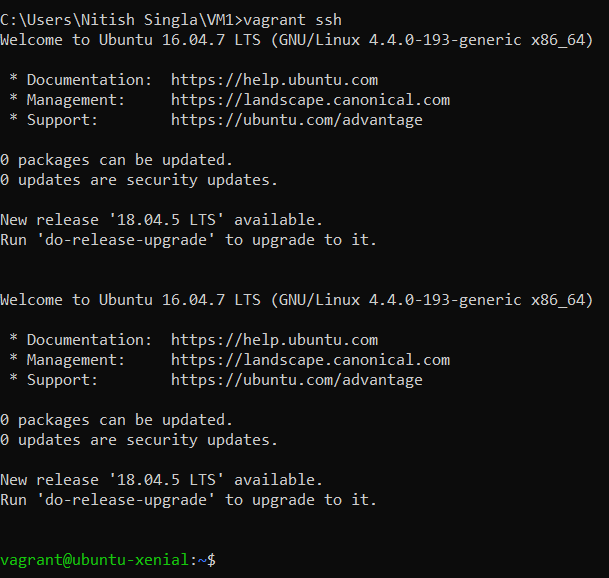 C:\Users\Nitish Singla\VM1>vagrant ssh
Welcome to Ubuntu 16.04.7 LTS (GNU/Linux 4.4.0-193-generic x86_64)
* Documentation: https://help.ubuntu.com
* Management: https://landscape.canonical.com
* Support: https://ubuntu.com/advantage
0 packages can be updated.
0 updates are security updates.
New release '18.04.5 LTS' available.
Run 'do-release-upgrade' to upgrade to it.
Welcome to Ubuntu 16.04.7 LTS (GNU/Linux 4.4.0-193-generic x86_64)
* Documentation: https://help.ubuntu.com
* Management: https://landscape.canonical.com
* Support: https://ubuntu.com/advantage
0 packages can be updated.
0 updates are security updates.
New release '18.04.5 LTS' available.
Run 'do-release-upgrade' to upgrade to it.
vagrant@ubuntu-xenial:~$